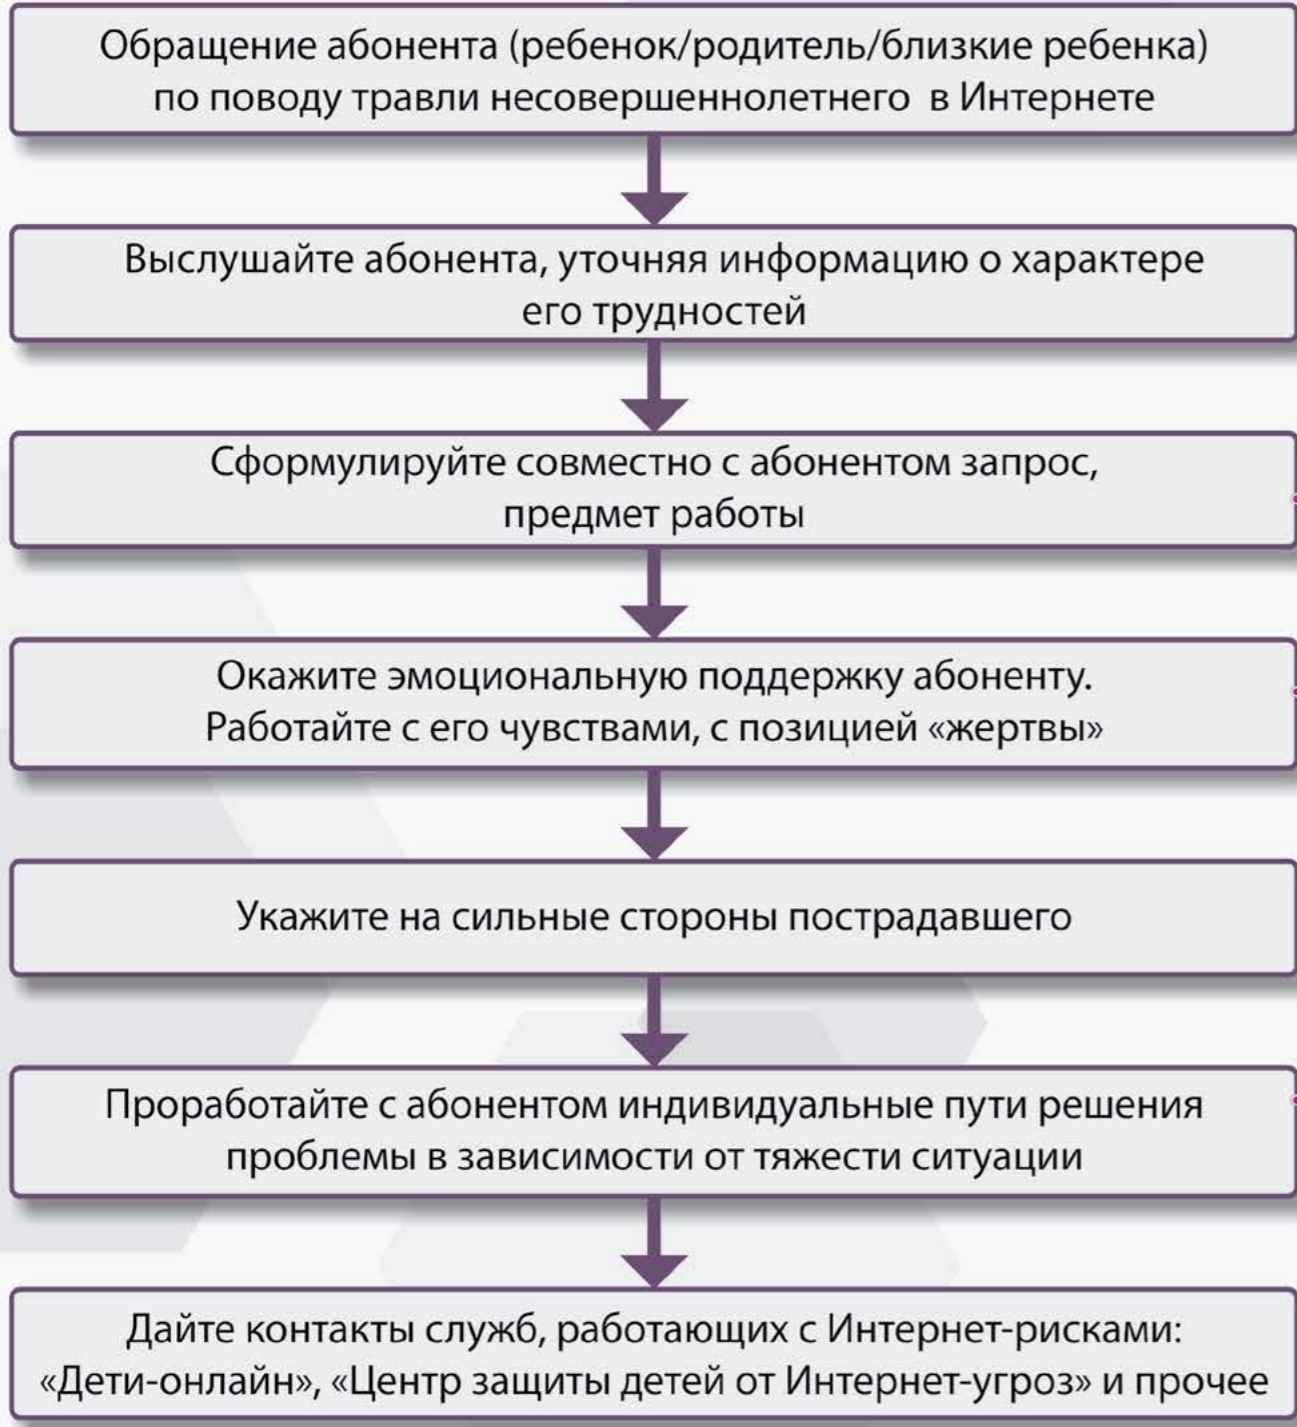 Обращение абонента (ребенок/родитель/близкие ребенка)
по поводу травли несовершеннолетнего в Интернете
Выслушайте абонента, уточняя информацию о характере
его трудностей
Сформулируйте совместно с абонентом запрос,
предмет работы
Окажите эмоциональную поддержку абоненту.
Работайте с его чувствами, с позицией «жертвы»
Укажите на сильные стороны пострадавшего
Проработайте с абонентом индивидуальные пути решения
проблемы в зависимости от тяжести ситуации
Дайте контакты служб, работающих с Интернет-рисками:
«Дети-онлайн», «Центр защиты детей от Интернет-угроз» и прочее